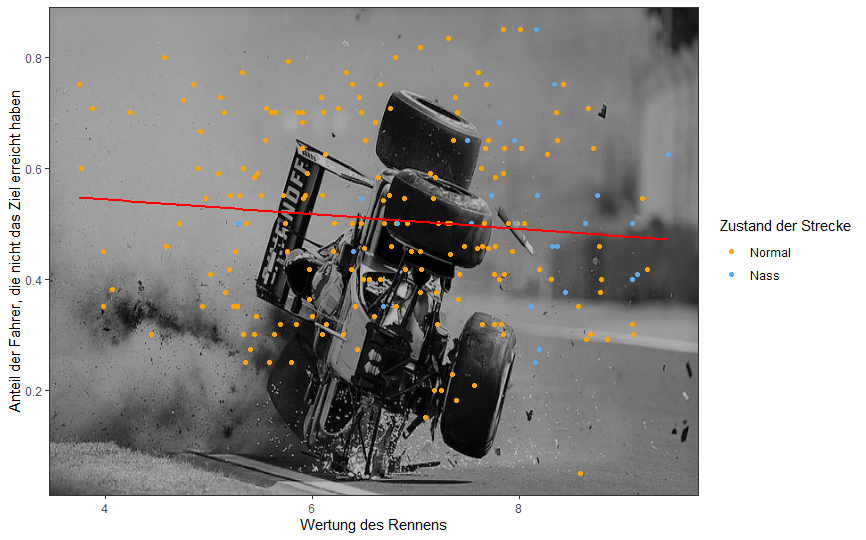 Anteil der Fahrer, die nicht das Ziel erreicht haben
0.8
0.6
0.4
0.2
4
6
8
Wertung des Rennens
Zustand der Strecke
Normal
Nass